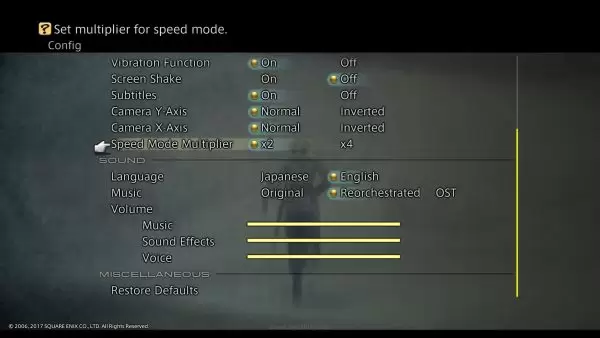 ? Set multiplier for speed mode.
Config
Vibration Function On Off
Screen Shake On Off
Subtitles On Off
Camera Y-Axis Normal Inverted
Camera X-Axis Normal Inverted
Speed Mode Multiplier x2 x4
SOUND
Language Japanese English
Music Original Reorchestrated OST
Volume
Music
Sound Effects
Voice
MISCELLANEOUS
Restore Defaults
© 2006, 2017 SQUARE ENIX CO., LTD. All Rights Reserved.